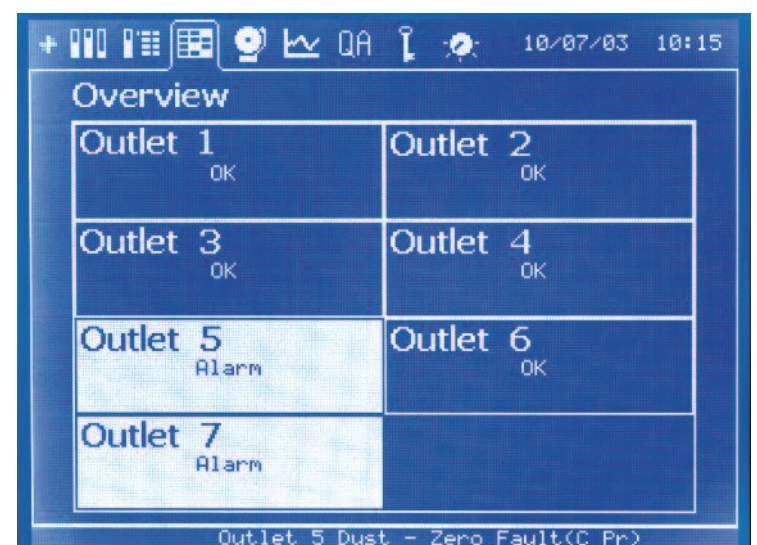 QA 10/07/03 10:15
Overview
Outlet 1
OK
Outlet 2
OK
Outlet 3
OK
Outlet 4
OK
Outlet 5
Alarm
Outlet 6
OK
Outlet 7
Alarm
Outlet 5 Dust - Zero Fault(C Pr)